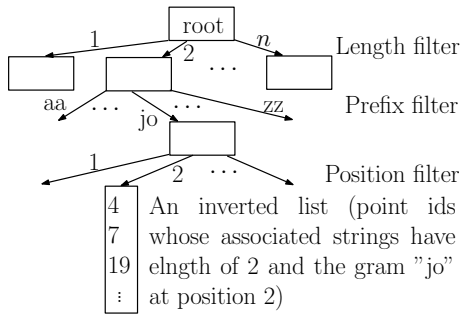 root
1 2 ... n Length filter
aa ... jo ... zz Prefix filter
1 2 ... Position filter
4 An inverted list (point ids
7 whose associated strings have
19 elngth of 2 and the gram "jo"
⋮ at position 2)